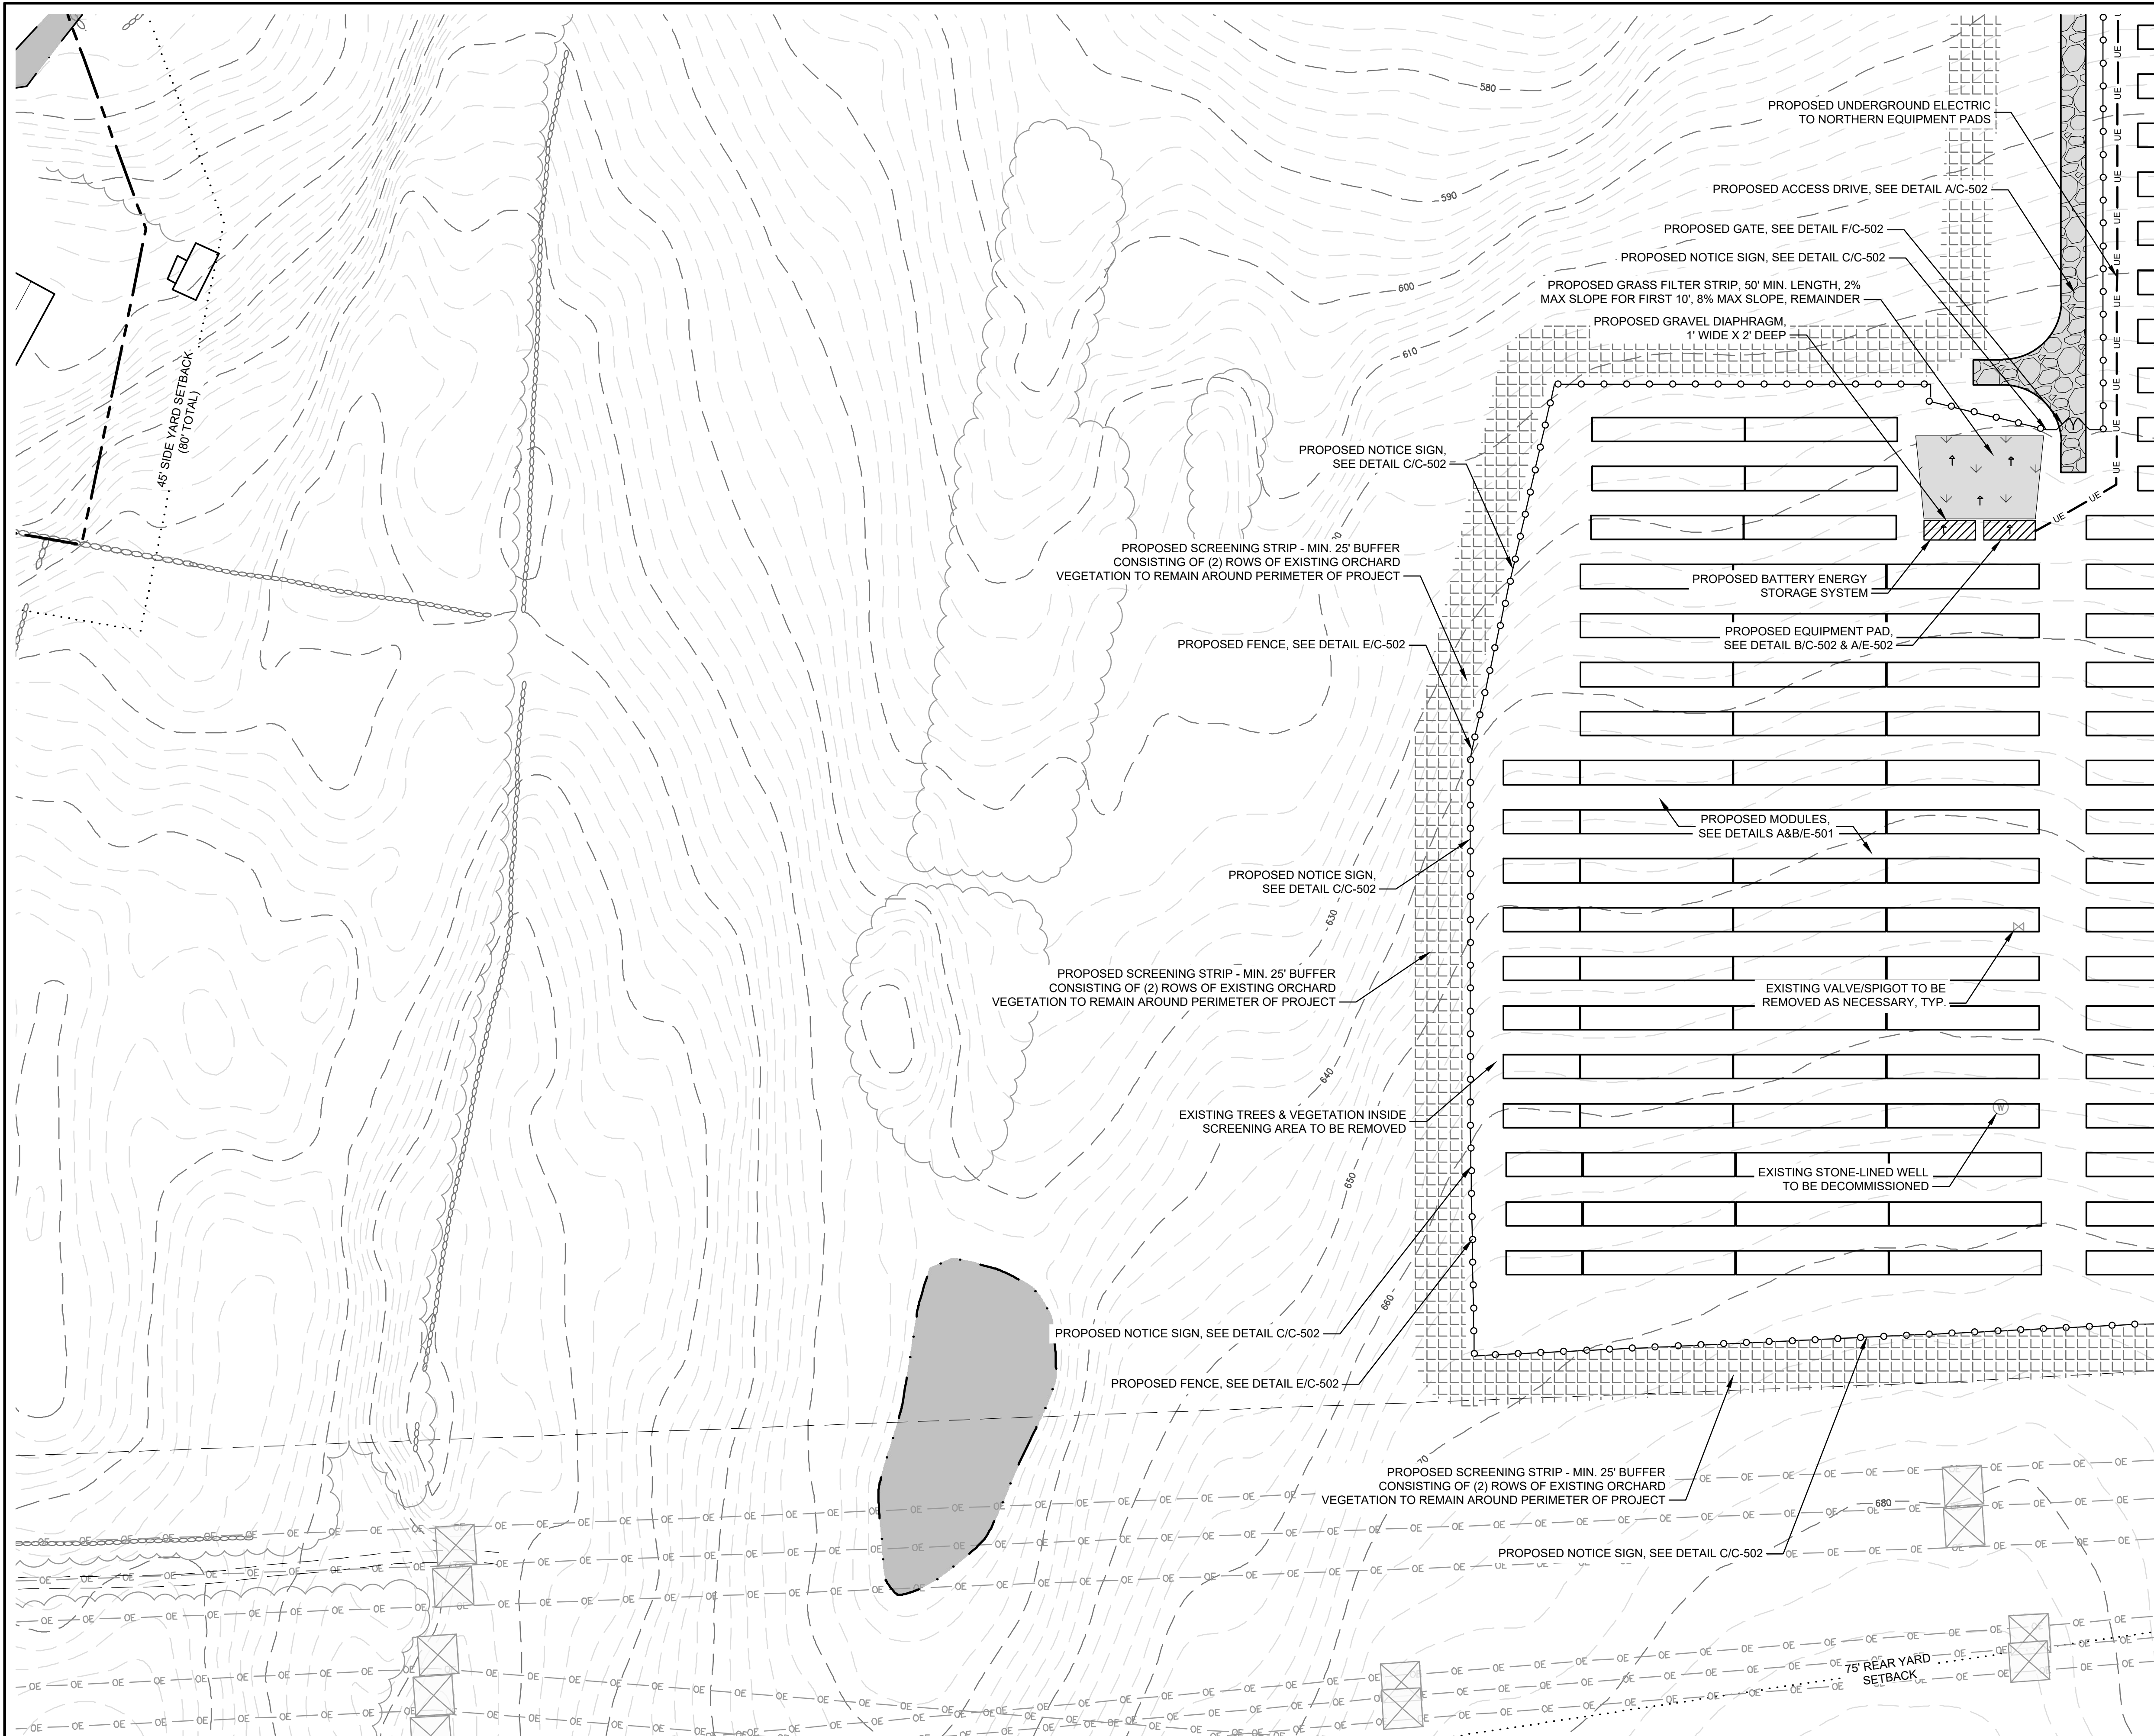 580
PROPOSED UNDERGROUND ELECTRIC
TO NORTHERN EQUIPMENT PADS
590
PROPOSED ACCESS DRIVE, SEE DETAIL A/C-502
PROPOSED GATE, SEE DETAIL F/C-502
PROPOSED NOTICE SIGN, SEE DETAIL C/C-502
600
PROPOSED GRASS FILTER STRIP, 50' MIN. LENGTH, 2%
MAX SLOPE FOR FIRST 10', 8% MAX SLOPE, REMAINDER
PROPOSED GRAVEL DIAPHRAGM,
1' WIDE X 2' DEEP
610
45' SIDE YARD SETBACK
(80' TOTAL)
PROPOSED NOTICE SIGN,
SEE DETAIL C/C-502
UE
UE
PROPOSED SCREENING STRIP - MIN. 25' BUFFER
CONSISTING OF (2) ROWS OF EXISTING ORCHARD
VEGETATION TO REMAIN AROUND PERIMETER OF PROJECT
PROPOSED BATTERY ENERGY
STORAGE SYSTEM
PROPOSED EQUIPMENT PAD,
SEE DETAIL B/C-502 & A/E-502
PROPOSED FENCE, SEE DETAIL E/C-502
PROPOSED MODULES,
SEE DETAILS A&B/E-501
PROPOSED NOTICE SIGN,
SEE DETAIL C/C-502
630
PROPOSED SCREENING STRIP - MIN. 25' BUFFER
CONSISTING OF (2) ROWS OF EXISTING ORCHARD
VEGETATION TO REMAIN AROUND PERIMETER OF PROJECT
EXISTING VALVE/SPIGOT TO BE
REMOVED AS NECESSARY, TYP.
640
W
EXISTING TREES & VEGETATION INSIDE
SCREENING AREA TO BE REMOVED
650
EXISTING STONE-LINED WELL
TO BE DECOMMISSIONED
660
PROPOSED NOTICE SIGN, SEE DETAIL C/C-502
PROPOSED FENCE, SEE DETAIL E/C-502
PROPOSED SCREENING STRIP - MIN. 25' BUFFER
CONSISTING OF (2) ROWS OF EXISTING ORCHARD
VEGETATION TO REMAIN AROUND PERIMETER OF PROJECT
680
PROPOSED NOTICE SIGN, SEE DETAIL C/C-502
OE OE OE OE OE OE
75' REAR YARD
SETBACK